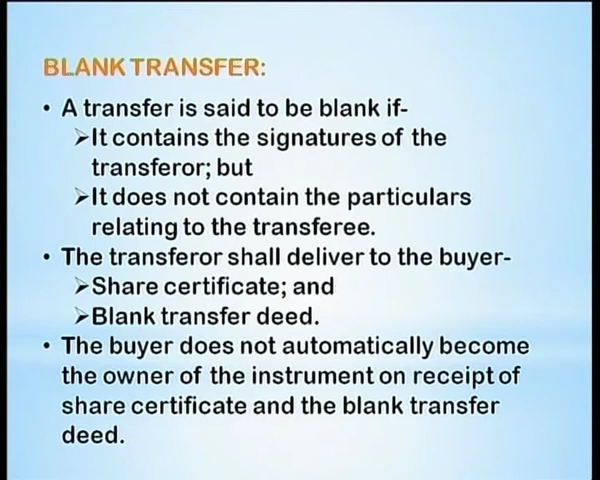 BLANK TRANSFER:
• A transfer is said to be blank if-
➢It contains the signatures of the
transferor; but
➢It does not contain the particulars
relating to the transferee.
• The transferor shall deliver to the buyer-
➢Share certificate; and
➢Blank transfer deed.
• The buyer does not automatically become
the owner of the instrument on receipt of
share certificate and the blank transfer
deed.